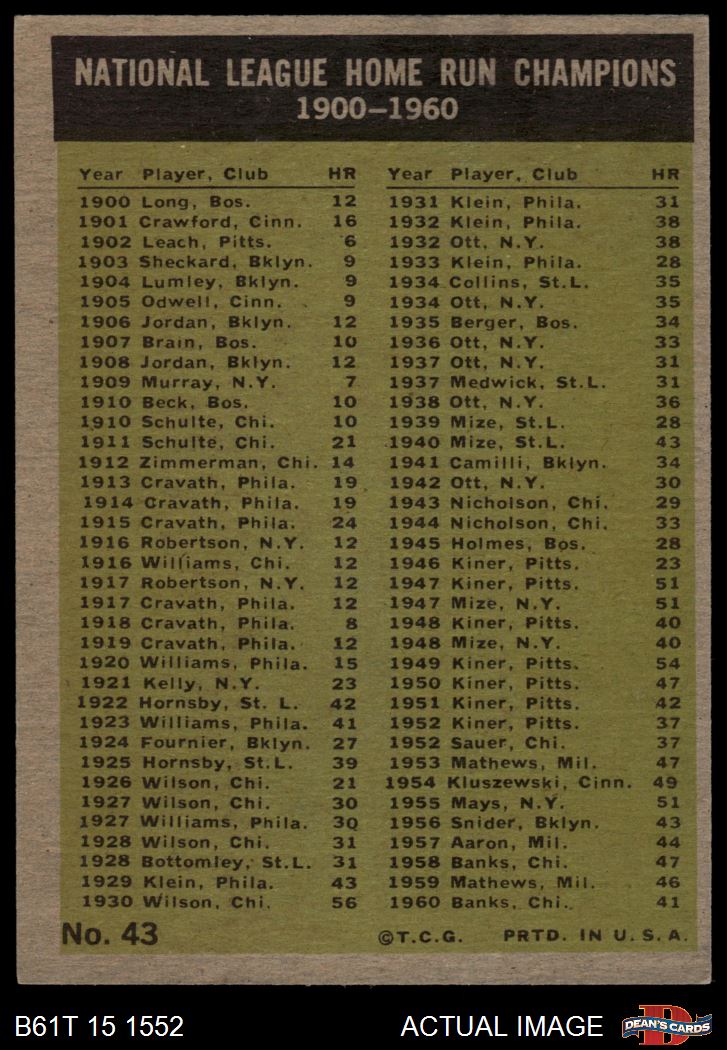 NATIONAL LEAGUE HOME RUN CHAMPIONS
1900–1960
Year Player, Club HR
1900 Long, Bos. 12
1901 Crawford, Cinn. 16
1902 Leach, Pitts. 6
1903 Sheckard, Bklyn. 9
1904 Lumley, Bklyn. 9
1905 Odwell, Cinn. 9
1906 Jordan, Bklyn. 12
1907 Brain, Bos. 10
1908 Jordan, Bklyn. 12
1909 Murray, N.Y. 7
1910 Beck, Bos. 10
1910 Schulte, Chi. 10
1911 Schulte, Chi. 21
1912 Zimmerman, Chi. 14
1913 Cravath, Phila. 19
1914 Cravath, Phila. 19
1915 Cravath, Phila. 24
1916 Robertson, N.Y. 12
1916 Williams, Chi. 12
1917 Robertson, N.Y. 12
1917 Cravath, Phila. 12
1918 Cravath, Phila. 8
1919 Cravath, Phila. 12
1920 Williams, Phila. 15
1921 Kelly, N.Y. 23
1922 Hornsby, St. L. 42
1923 Williams, Phila. 41
1924 Fournier, Bklyn. 27
1925 Hornsby, St.L. 39
1926 Wilson, Chi. 21
1927 Wilson, Chi. 30
1927 Williams, Phila. 30
1928 Wilson, Chi. 31
1928 Bottomley, St.L. 31
1929 Klein, Phila. 43
1930 Wilson, Chi. 56
Year Player, Club HR
1931 Klein, Phila. 31
1932 Klein, Phila. 38
1932 Ott, N.Y. 38
1933 Klein, Phila. 28
1934 Collins, St.L. 35
1934 Ott, N.Y. 35
1935 Berger, Bos. 34
1936 Ott, N.Y. 33
1937 Ott, N.Y. 31
1937 Medwick, St.L. 31
1938 Ott, N.Y. 36
1939 Mize, St.L. 28
1940 Mize, St.L. 43
1941 Camilli, Bklyn. 34
1942 Ott, N.Y. 30
1943 Nicholson, Chi. 29
1944 Nicholson, Chi. 33
1945 Holmes, Bos. 28
1946 Kiner, Pitts. 23
1947 Kiner, Pitts. 51
1947 Mize, N.Y. 51
1948 Kiner, Pitts. 40
1948 Mize, N.Y. 40
1949 Kiner, Pitts. 54
1950 Kiner, Pitts. 47
1951 Kiner, Pitts. 42
1952 Kiner, Pitts. 37
1952 Sauer, Chi. 37
1953 Mathews, Mil. 47
1954 Kluszewski, Cinn. 49
1955 Mays, N.Y. 51
1956 Snider, Bklyn. 43
1957 Aaron, Mil. 44
1958 Banks, Chi. 47
1959 Mathews, Mil. 46
1960 Banks, Chi. 41
No. 43
©T.C.G. PRTD. IN U.S.A.
B61T 15 1552
ACTUAL IMAGE
D
DEAN'S CARDS